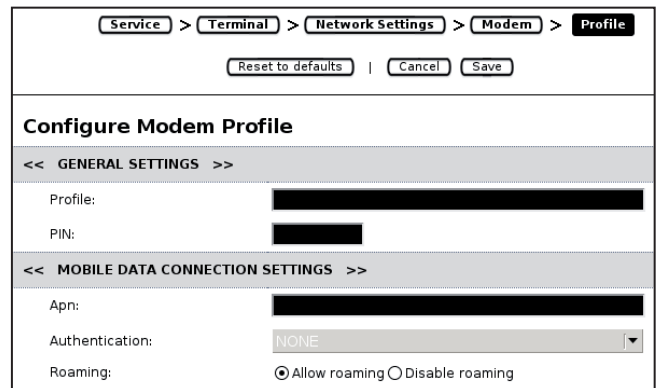 Service > Terminal > Network Settings > Modem > Profile
Reset to defaults | Cancel Save
Configure Modem Profile
<< GENERAL SETTINGS >>
Profile:
PIN:
<< MOBILE DATA CONNECTION SETTINGS >>
Apn:
Authentication: NONE
Roaming: Allow roaming Disable roaming